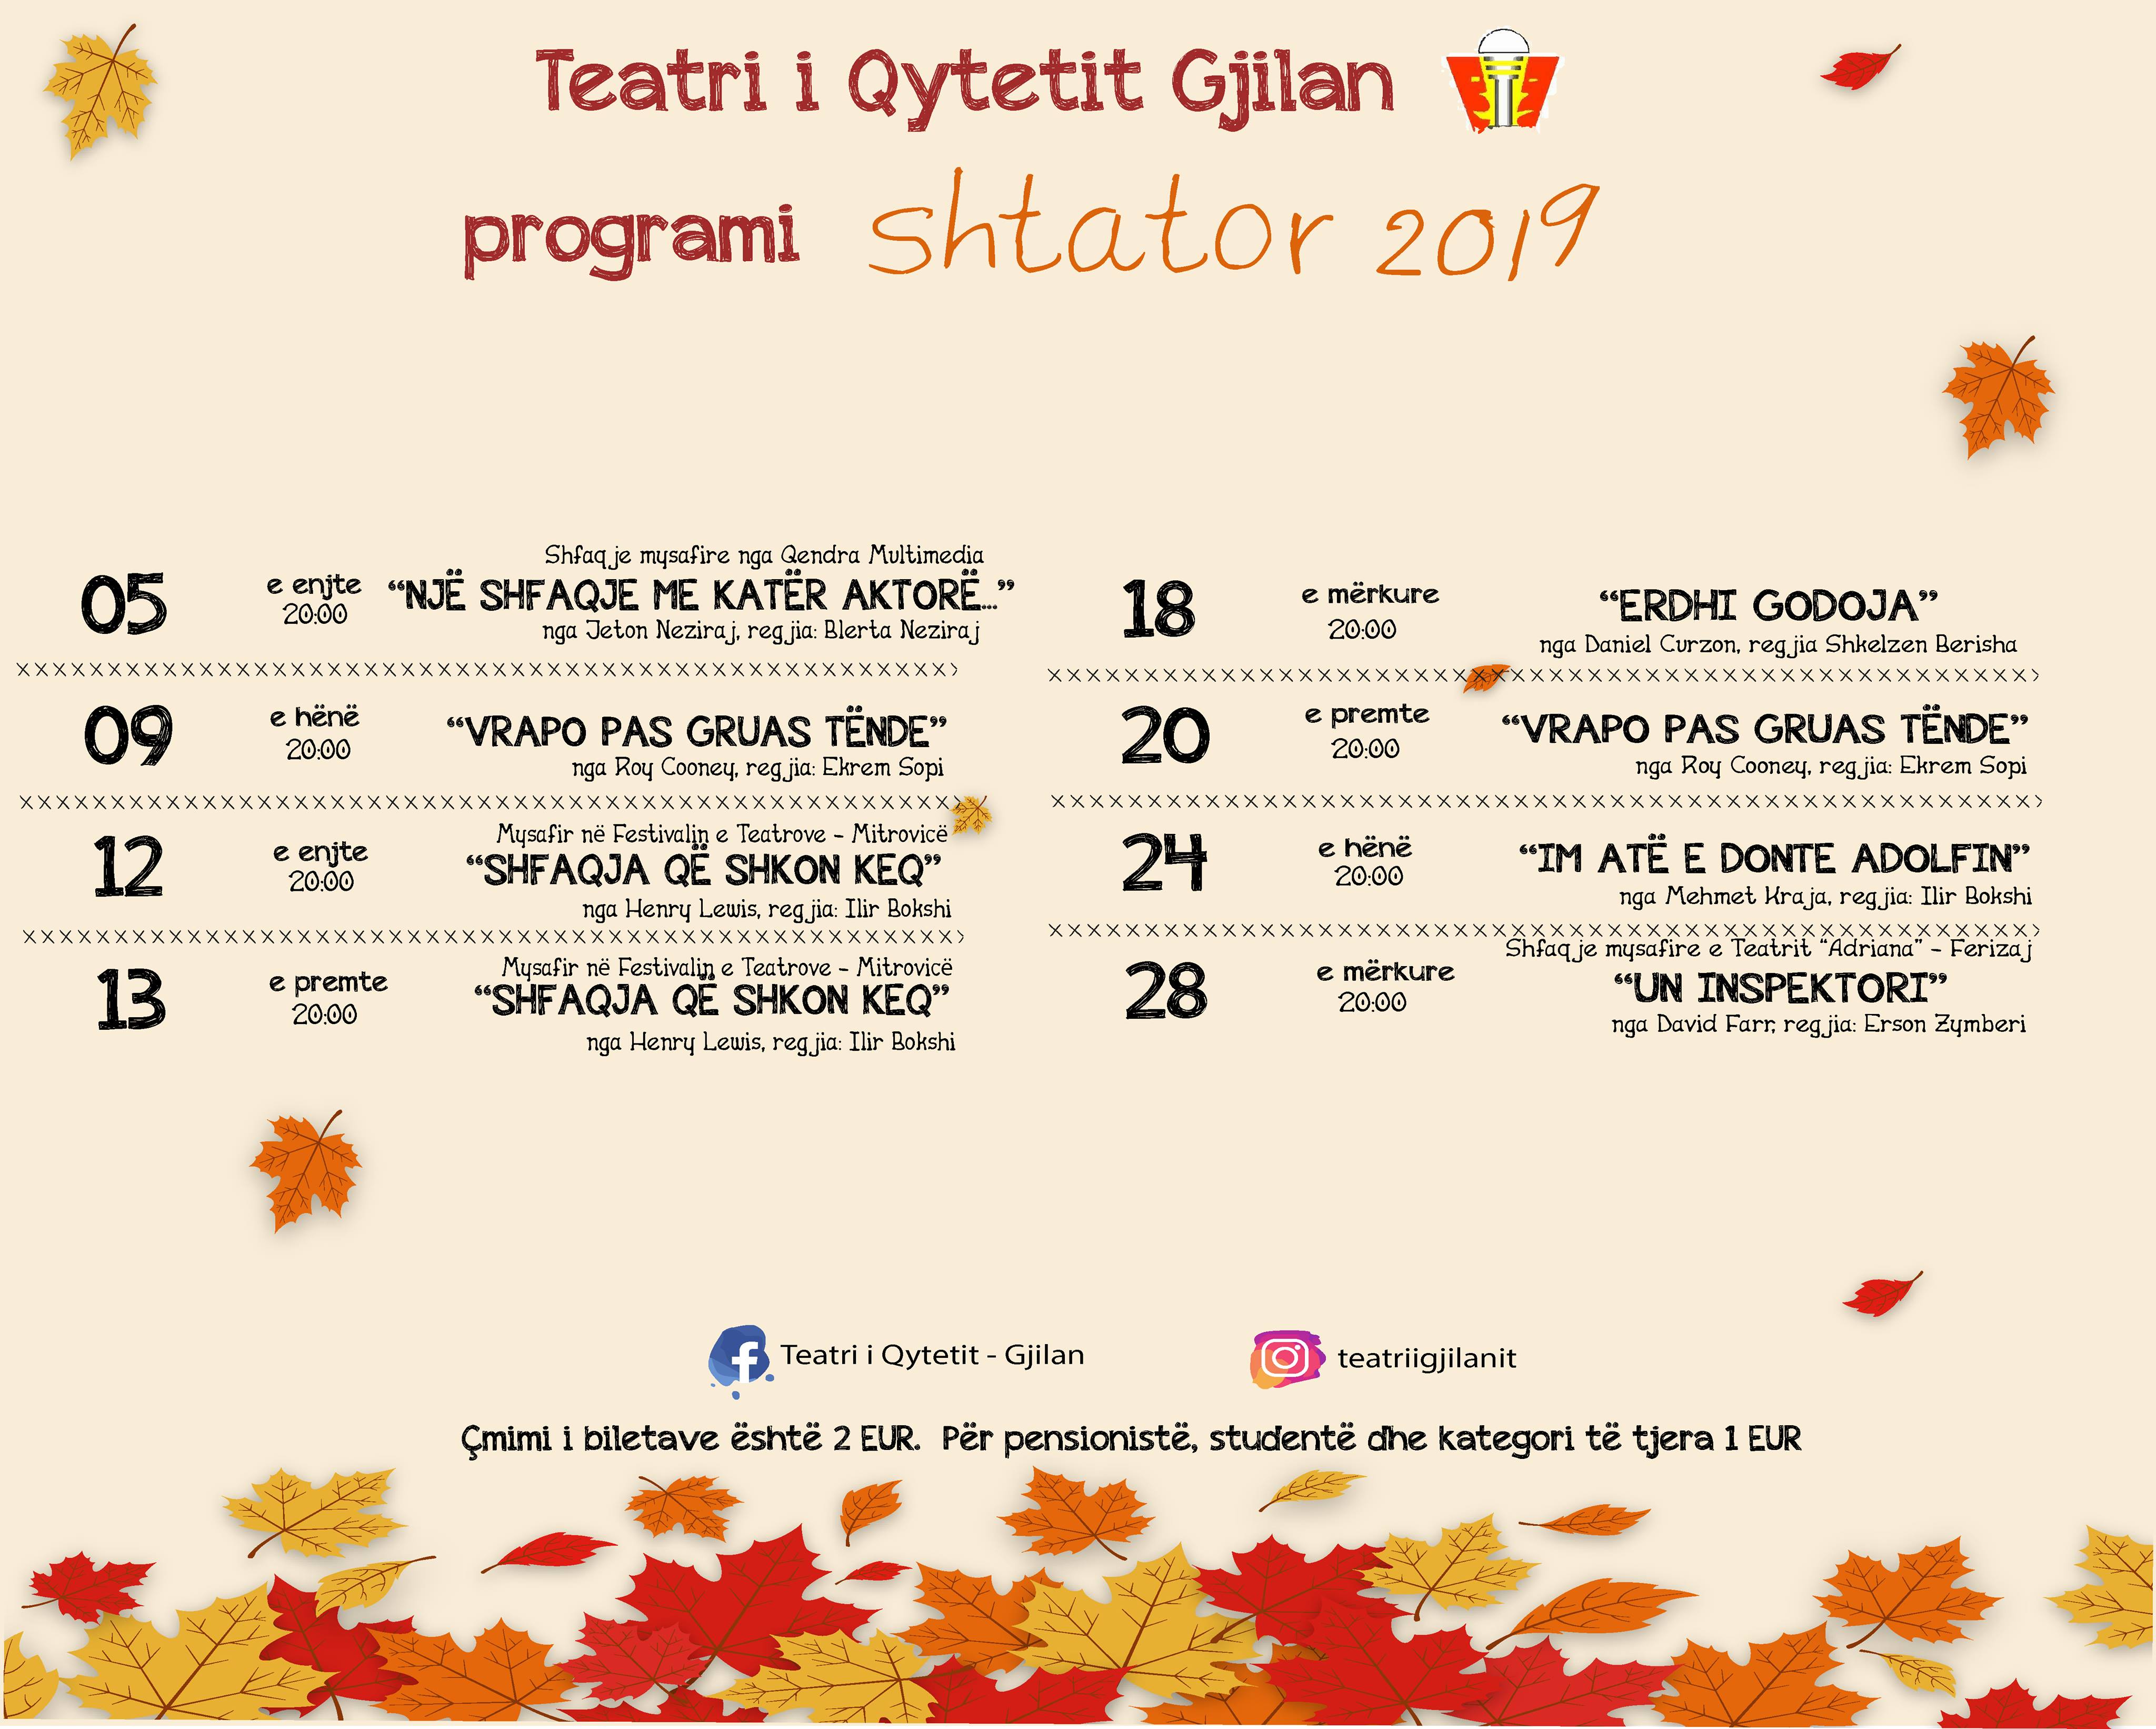 Teatri i Qytetit Gjilan
programi shtator 2019
Shfaqje mysafire nga Qendra Multimedia
05 e enjte 20:00 “NJË SHFAQJE ME KATËR AKTORË...”
nga Jeton Neziraj, regjia: Blerta Neziraj
09 e hënë 20:00 “VRAPO PAS GRUAS TËNDE”
nga Roy Cooney, regjia: Ekrem Sopi
Mysafir në Festivalin e Teatrove - Mitrovicë
12 e enjte 20:00 “SHFAQJA QË SHKON KEQ”
nga Henry Lewis, regjia: Ilir Bokshi
Mysafir në Festivalin e Teatrove - Mitrovicë
13 e premte 20:00 “SHFAQJA QË SHKON KEQ”
nga Henry Lewis, regjia: Ilir Bokshi
18 e mërkure 20:00 “ERDHI GODOJA”
nga Daniel Curzon, regjia Shkelzen Berisha
20 e premte 20:00 “VRAPO PAS GRUAS TËNDE”
nga Roy Cooney, regjia: Ekrem Sopi
24 e hënë 20:00 “IM ATË E DONTE ADOLFIN”
nga Mehmet Kraja, regjia: Ilir Bokshi
Shfaqje mysafire e Teatrit “Adriana” - Ferizaj
28 e mërkure 20:00 “UN INSPEKTORI”
nga David Farr, regjia: Erson Zymberi
Teatri i Qytetit - Gjilan
teatriigjilanit
Çmimi i biletave është 2 EUR. Për pensionistë, studentë dhe kategori të tjera 1 EUR